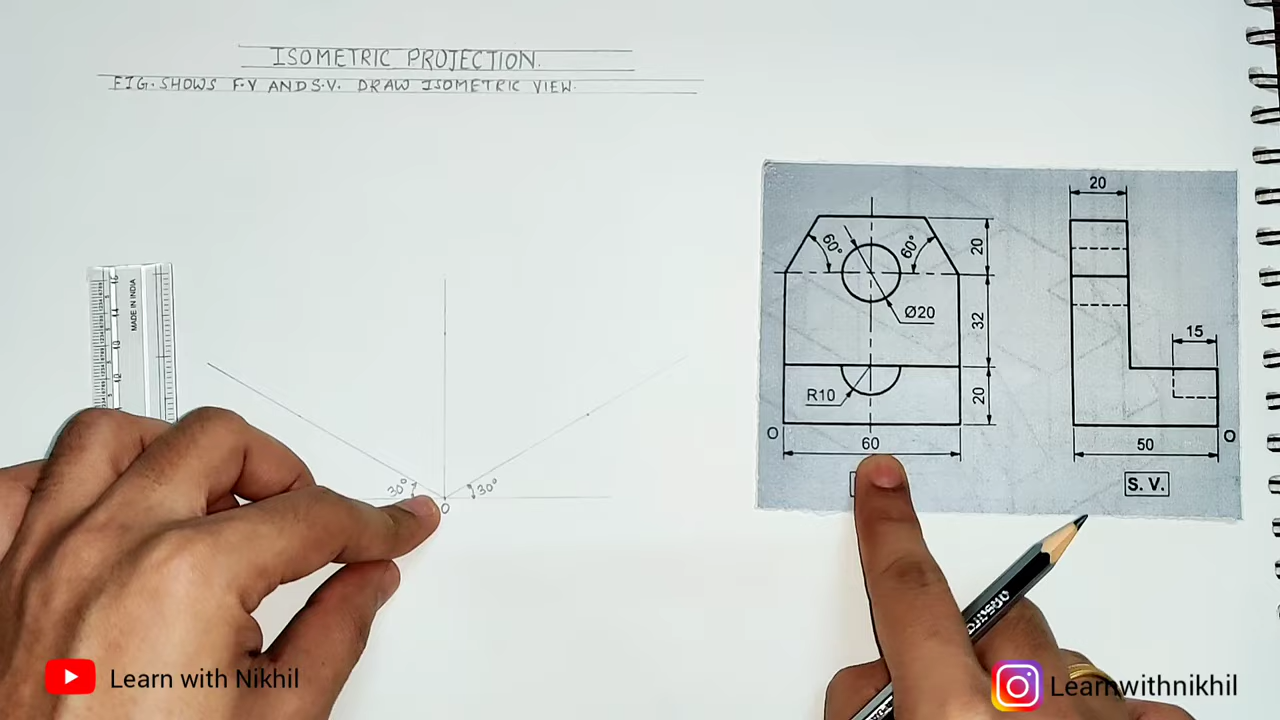 ISOMETRIC PROJECTION.
FIG. SHOWS F.V AND S.V. DRAW ISOMETRIC VIEW.
MADE IN INDIA
30°
30°
O
60°
60°
Ø20
R10
20
32
20
60
O
20
15
50
O
S. V.
Learn with Nikhil
Learnwithnikhil